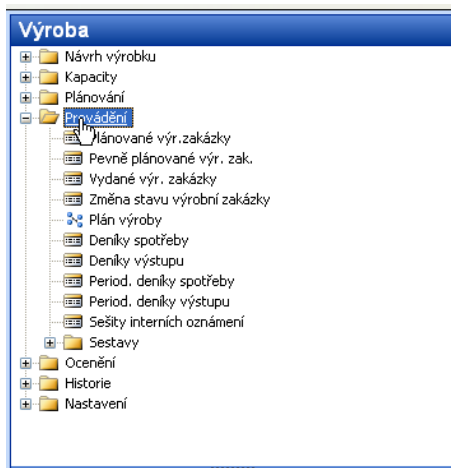 Výroba
Návrh výrobku
Kapacity
Plánování
Provádění
Plánované výr.zakázky
Pevně plánované výr. zak.
Vydané výr. zakázky
Změna stavu výrobní zakázky
Plán výroby
Deníky spotřeby
Deníky výstupu
Period. deníky spotřeby
Period. deníky výstupu
Sešity interních oznámení
Sestavy
Ocenění
Historie
Nastavení